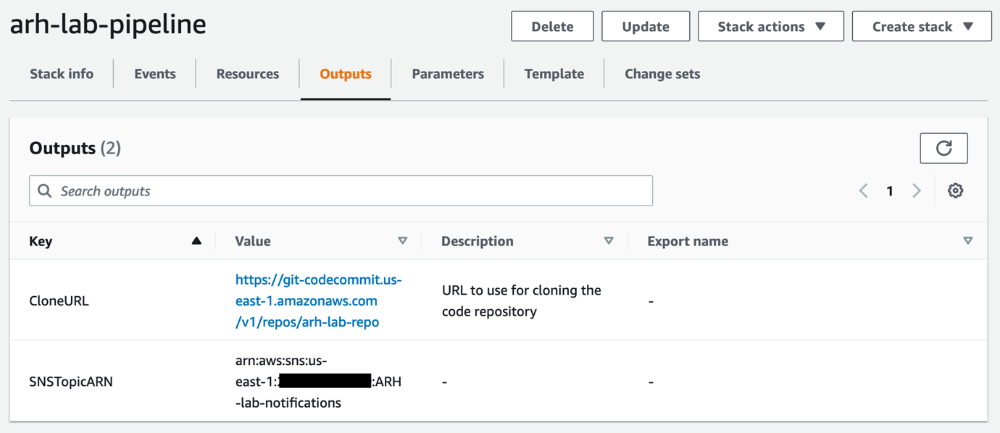 arh-lab-pipeline
Delete
Update
Stack actions
Create stack
Stack info
Events
Resources
Outputs
Parameters
Template
Change sets
Outputs (2)
Search outputs
1
Key
Value
Description
Export name
CloneURL
https://git-codecommit.us-
east-1.amazonaws.com
/v1/repos/arh-lab-repo
URL to use for cloning the
code repository
-
SNSTopicARN
arn:aws:sns:us-
east-1: :ARH
-lab-notifications
-
-